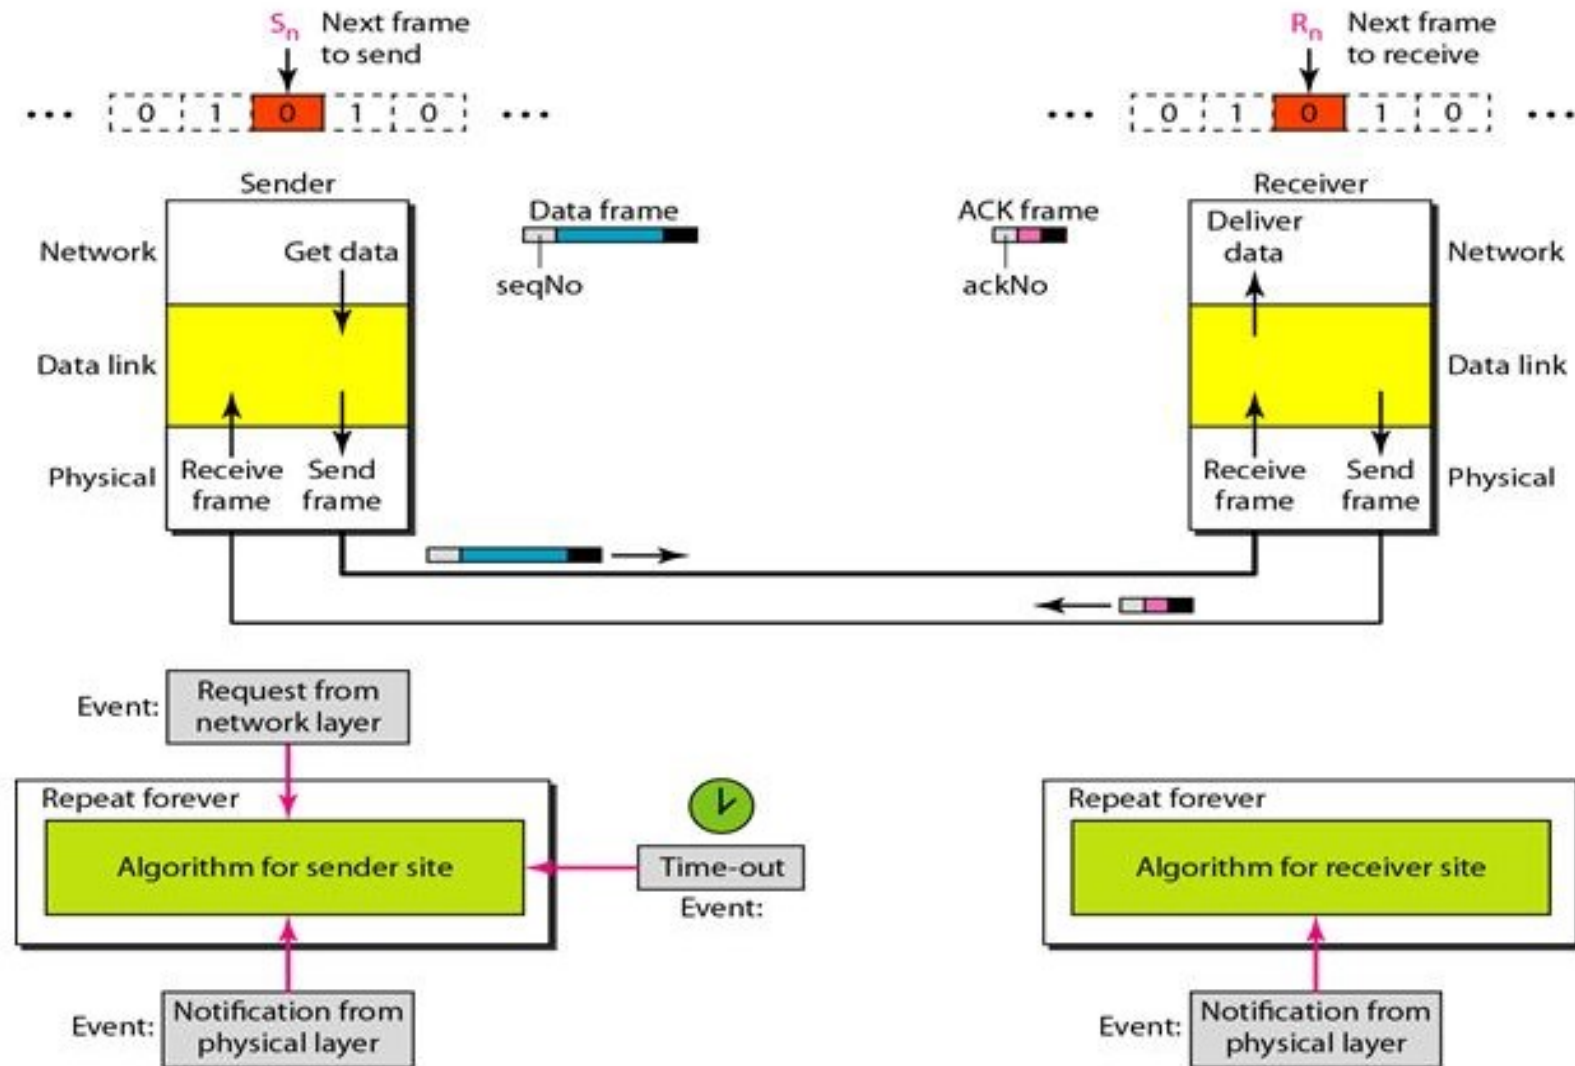 Sn Next frame
to send
Rn Next frame
to receive
... 0 1 0 1 0 ...
... 0 1 0 1 0 ...
Sender
Receiver
Data frame
seqNo
ACK frame
ackNo
Network
Get data
Data link
Physical
Receive
frame
Send
frame
Deliver
data
Network
Data link
Receive
frame
Send
frame
Physical
Event:
Request from
network layer
Repeat forever
Algorithm for sender site
Time-out
Event:
Event:
Notification from
physical layer
Repeat forever
Algorithm for receiver site
Event:
Notification from
physical layer